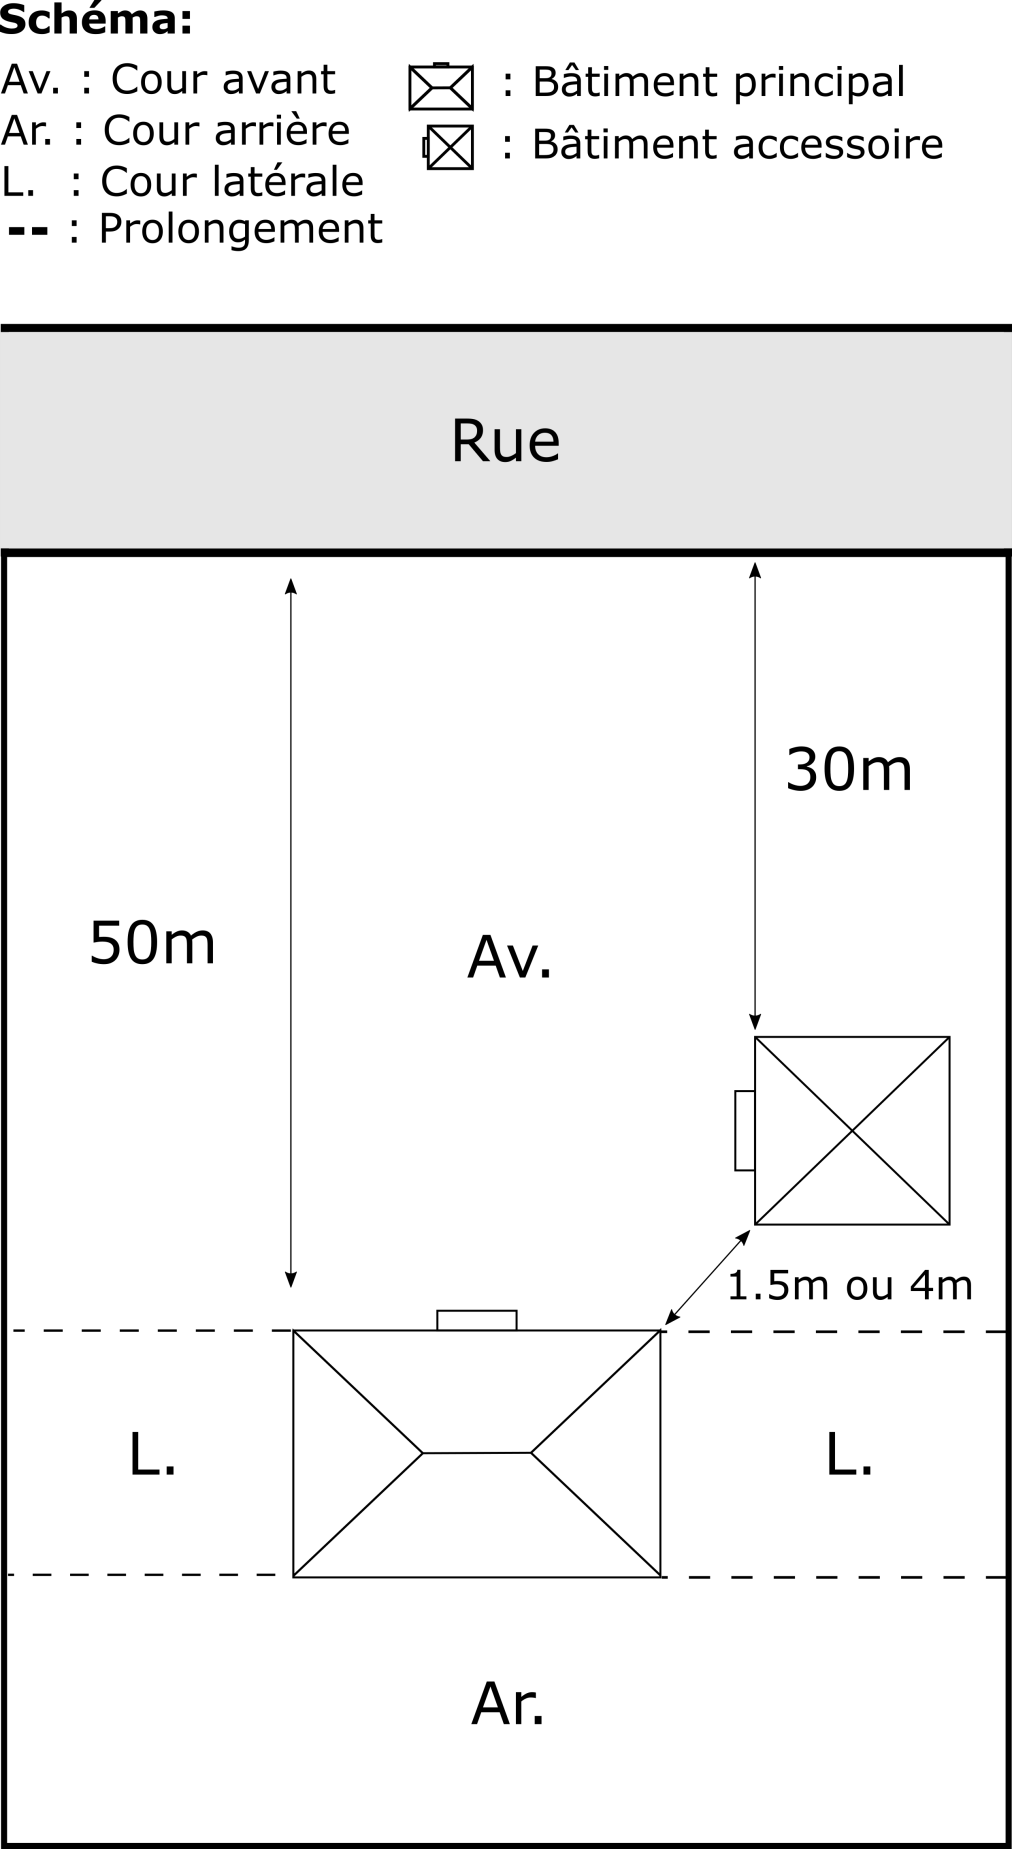 Schéma:
Av. : Cour avant
Ar. : Cour arrière
L. : Cour latérale
-- : Prolongement
: Bâtiment principal
: Bâtiment accessoire
Rue
30m
50m
Av.
1.5m ou 4m
L.
L.
Ar.